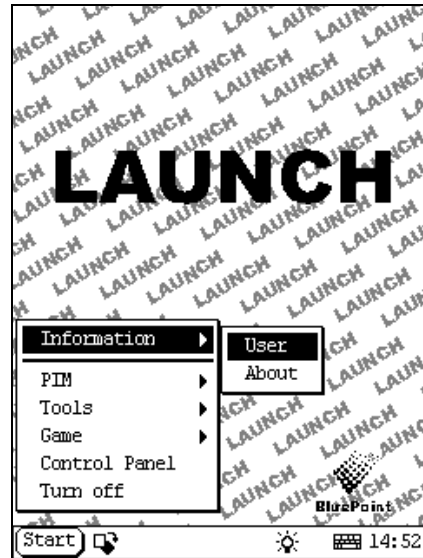 LAUNCH
Information
User
About
PIM
Tools
Game
Control Panel
Turn off
BluePoint
Start
14:52